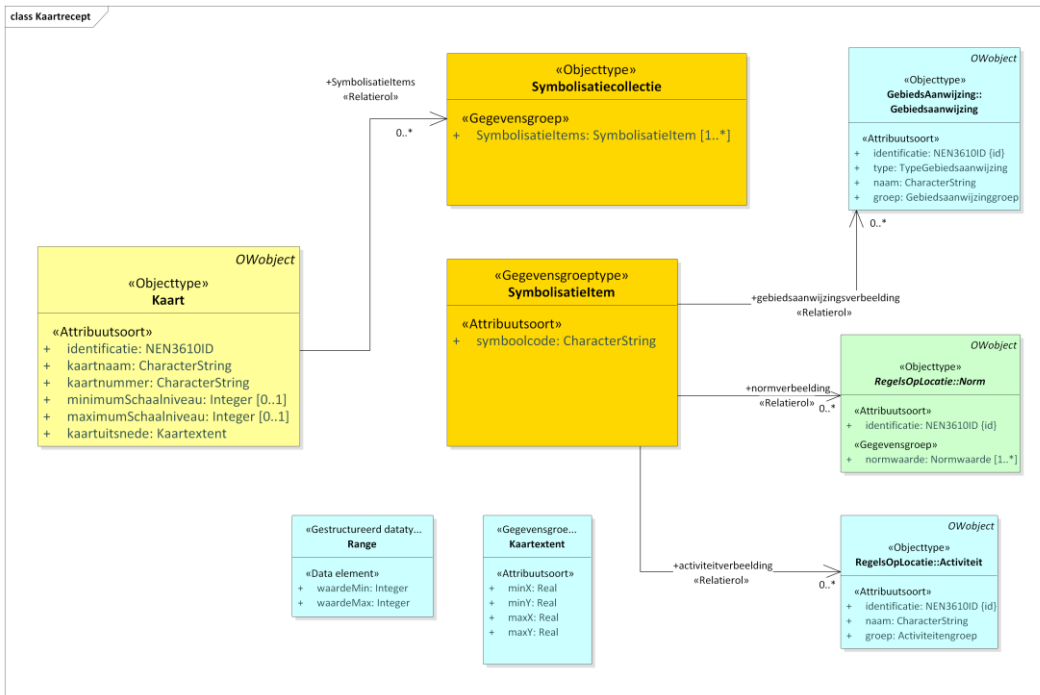 class Kaartrecept
+SymbolisatieItems
«Relatierol»
0..*
«Objecttype»
Symbolisatiecollectie
«Gegevensgroep»
+ SymbolisatieItems: SymbolisatieItem [1..*]
OWobject
«Objecttype»
GebiedsAanwijzing::
Gebiedsaanwijzing
«Attribuutsoort»
+ identificatie: NEN3610ID {id}
+ type: TypeGebiedsaanwijzing
+ naam: CharacterString
+ groep: Gebiedsaanwijzinggroep
0..*
OWobject
«Objecttype»
Kaart
«Attribuutsoort»
+ identificatie: NEN3610ID
+ kaartnaam: CharacterString
+ kaartnummer: CharacterString
+ minimumSchaalniveau: Integer [0..1]
+ maximumSchaalniveau: Integer [0..1]
+ kaartuitsnede: Kaartextent
«Gegevensgroeptype»
SymbolisatieItem
«Attribuutsoort»
+ symboolcode: CharacterString
+gebiedsaanwijzingsverbeelding
«Relatierol»
+normverbeelding
«Relatierol»
0..*
OWobject
«Objecttype»
RegelsOpLocatie::Norm
«Attribuutsoort»
+ identificatie: NEN3610ID {id}
«Gegevensgroep»
+ normwaarde: Normwaarde [1..*]
«Gestructureerd dataty...
Range
«Data element»
+ waardeMin: Integer
+ waardeMax: Integer
«Gegevensgroe...
Kaartextent
«Attribuutsoort»
+ minX: Real
+ minY: Real
+ maxX: Real
+ maxY: Real
+activiteitverbeelding
«Relatierol»
0..*
OWobject
«Objecttype»
RegelsOpLocatie::Activiteit
«Attribuutsoort»
+ identificatie: NEN3610ID {id}
+ naam: CharacterString
+ groep: Activiteitengroep